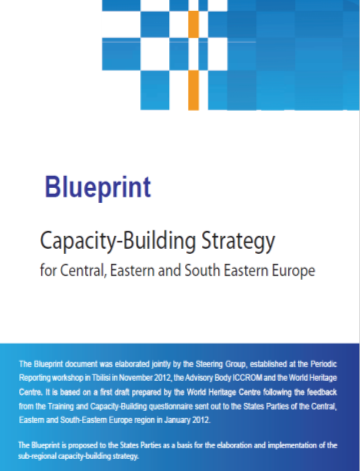 Blueprint
Capacity-Building Strategy
for Central, Eastern and South Eastern Europe
The Blueprint document was elaborated jointly by the Steering Group, established at the Periodic
Reporting workshop in Tbilisi in November 2012, the Advisory Body ICCROM and the World Heritage
Centre. It is based on a first draft prepared by the World Heritage Centre following the feedback
from the Training and Capacity-Building questionnaire sent out to the States Parties of the Central,
Eastern and South-Eastern Europe region in January 2012.
The Blueprint is proposed to the States Parties as a basis for the elaboration and implementation of the
sub-regional capacity-building strategy.